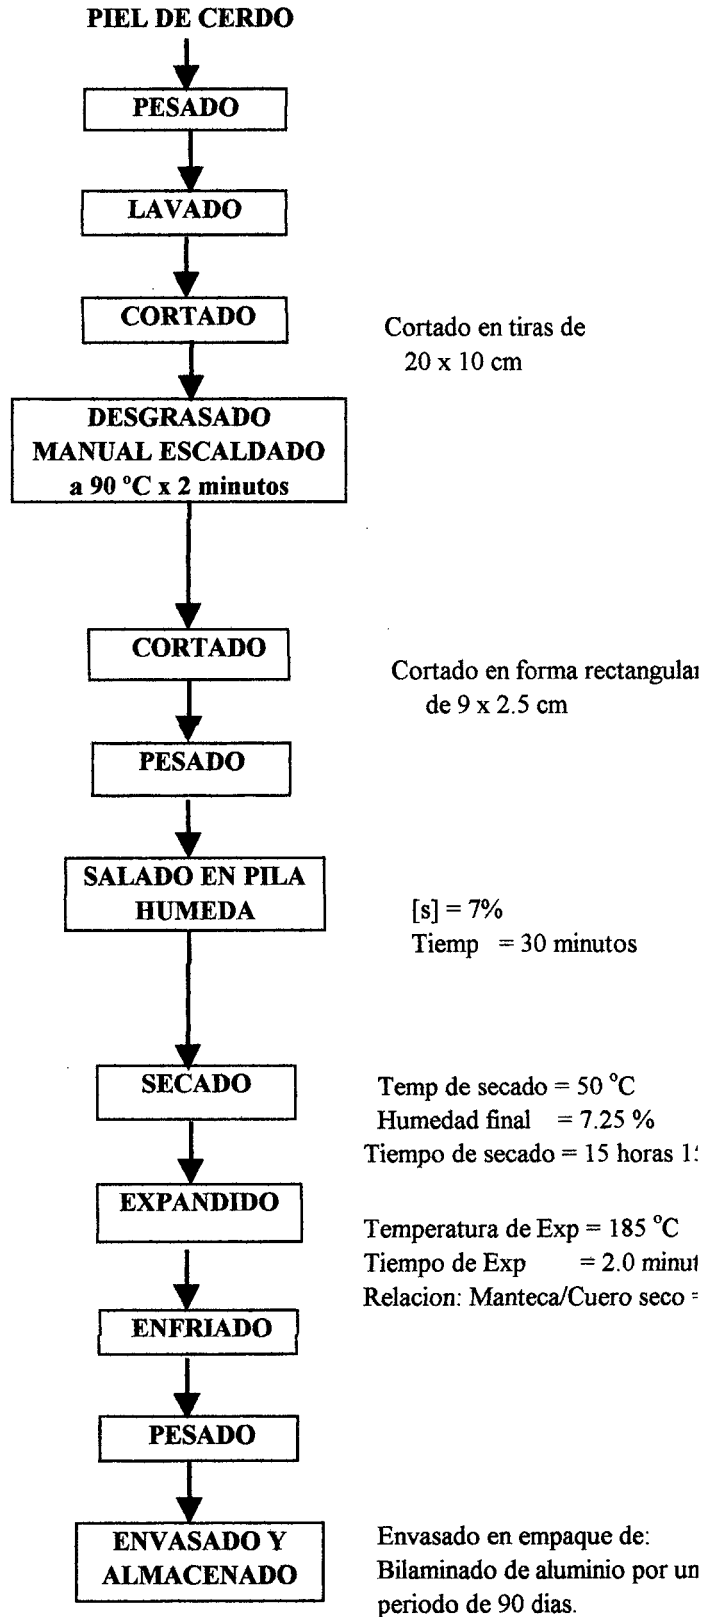 PIEL DE CERDO
PESADO
LAVADO
CORTADO
Cortado en tiras de
20 x 10 cm
DESGRASADO
MANUAL ESCALDADO
a 90 °C x 2 minutos
CORTADO
Cortado en forma rectangular
de 9 x 2.5 cm
PESADO
SALADO EN PILA
HUMEDA
[s] = 7%
Tiemp = 30 minutos
SECADO
Temp de secado = 50 °C
Humedad final = 7.25 %
Tiempo de secado = 15 horas
EXPANDIDO
Temperatura de Exp = 185 °C
Tiempo de Exp = 2.0 minut
Relacion: Manteca/Cuero seco =
ENFRIADO
PESADO
ENVASADO Y
ALMACENADO
Envasado en empaque de:
Bilaminado de aluminio por un
periodo de 90 dias.